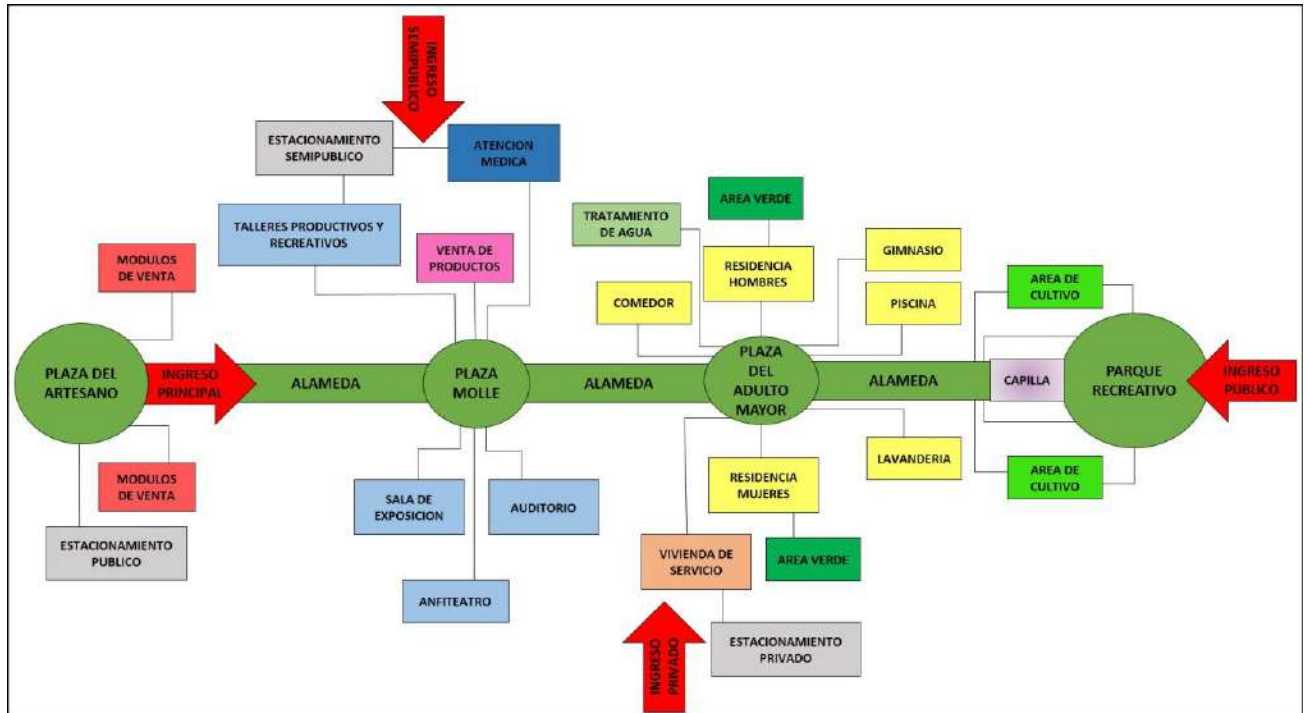 INGRESO
SEMIPUBLICO
ESTACIONAMIENTO
SEMIPUBLICO
ATENCION
MEDICA
TALLERES PRODUCTIVOS Y
RECREATIVOS
VENTA DE
PRODUCTOS
MODULOS
DE VENTA
TRATAMIENTO
DE AGUA
AREA VERDE
RESIDENCIA
HOMBRES
GIMNASIO
COMEDOR
PISCINA
AREA DE
CULTIVO
PLAZA DEL
ARTESANO
INGRESO
PRINCIPAL
ALAMEDA
PLAZA
MOLLE
ALAMEDA
PLAZA
DEL
ADULTO
MAYOR
ALAMEDA
CAPILLA
PARQUE
RECREATIVO
INGRESO
PUBLICO
MODULOS
DE VENTA
ESTACIONAMIENTO
PUBLICO
SALA DE
EXPOSICION
AUDITORIO
ANFITEATRO
RESIDENCIA
MUJERES
LAVANDERIA
AREA DE
CULTIVO
VIVIENDA DE
SERVICIO
AREA VERDE
INGRESO
PRIVADO
ESTACIONAMIENTO
PRIVADO